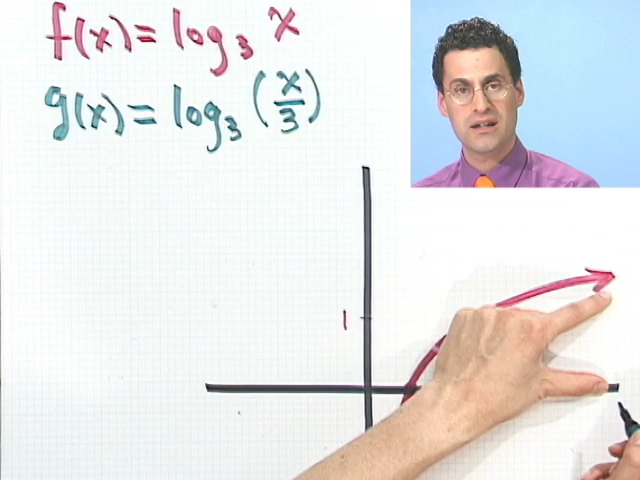 f(x) = log₃ x
g(x) = log₃ (x/3)
1